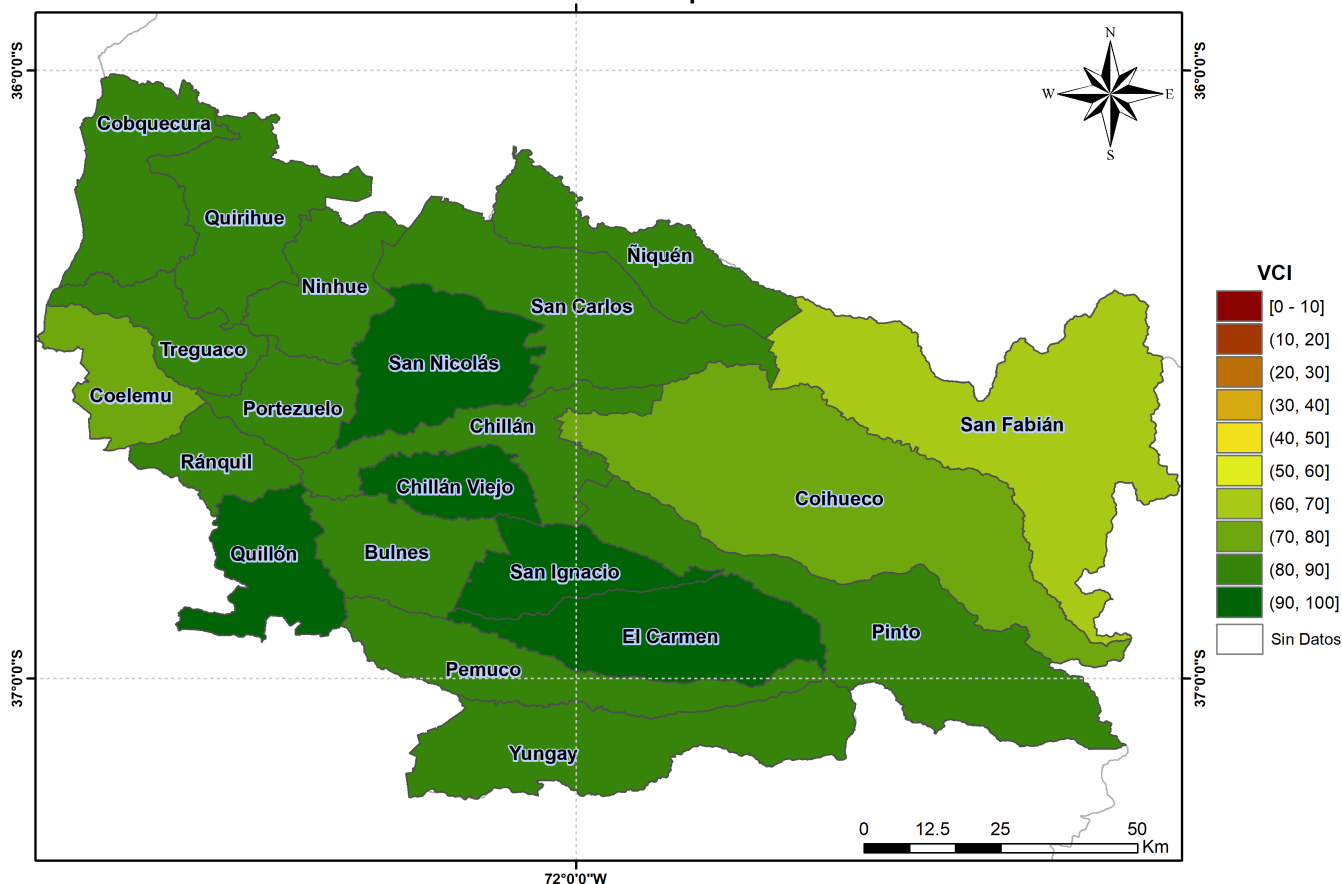 36°0'0"S
36°0'0"S
N
W
E
S
Cobquecura
Quirihue
Ñiquén
Ninhue
San Carlos
Treguaco
San Nicolás
Coelemu
Portezuelo
Chillán
San Fabián
Ránquil
Chillán Viejo
Coihueco
Quillón
Bulnes
San Ignacio
El Carmen
Pinto
Pemuco
Yungay
37°0'0"S
37°0'0"S
72°0'0"W
0
12.5
25
50
Km
VCI
[0 - 10]
(10, 20]
(20, 30]
(30, 40]
(40, 50]
(50, 60]
(60, 70]
(70, 80]
(80, 90]
(90, 100]
Sin Datos